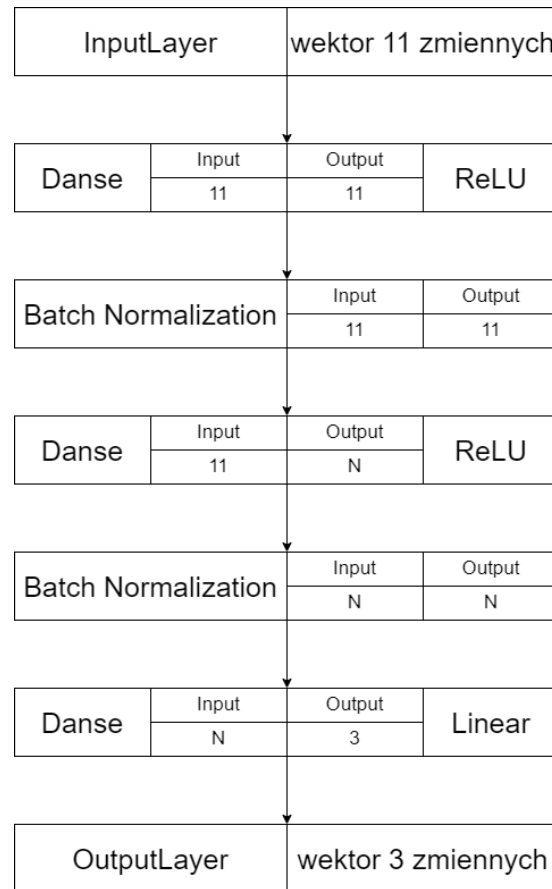 InputLayer wektor 11 zmiennych
Danse Input Output ReLU
11 11
Batch Normalization Input Output
11 11
Danse Input Output ReLU
11 N
Batch Normalization Input Output
N N
Danse Input Output Linear
N 3
OutputLayer wektor 3 zmiennych